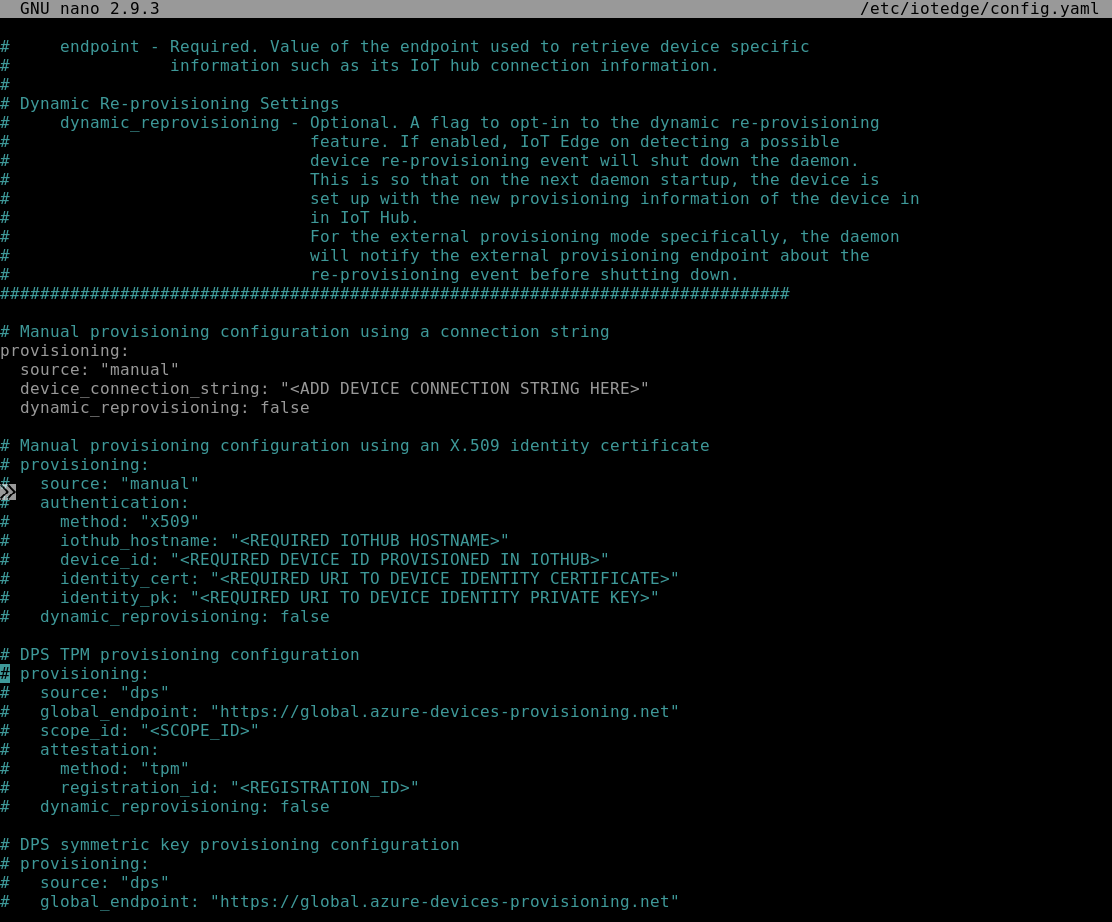 GNU nano 2.9.3 /etc/iotedge/config.yaml
#     endpoint - Required. Value of the endpoint used to retrieve device specific
#                information such as its IoT hub connection information.
#
# Dynamic Re-provisioning Settings
#     dynamic_reprovisioning - Optional. A flag to opt-in to the dynamic re-provisioning
#                              feature. If enabled, IoT Edge on detecting a possible
#                              device re-provisioning event will shut down the daemon.
#                              This is so that on the next daemon startup, the device is
#                              set up with the new provisioning information of the device in
#                              in IoT Hub.
#                              For the external provisioning mode specifically, the daemon
#                              will notify the external provisioning endpoint about the
#                              re-provisioning event before shutting down.
###############################################################################
# Manual provisioning configuration using a connection string
provisioning:
  source: "manual"
  device_connection_string: "<ADD DEVICE CONNECTION STRING HERE>"
  dynamic_reprovisioning: false
# Manual provisioning configuration using an X.509 identity certificate
# provisioning:
#   source: "manual"
#   authentication:
#     method: "x509"
#     iothub_hostname: "<REQUIRED IOTHUB HOSTNAME>"
#     device_id: "<REQUIRED DEVICE ID PROVISIONED IN IOTHUB>"
#     identity_cert: "<REQUIRED URI TO DEVICE IDENTITY CERTIFICATE>"
#     identity_pk: "<REQUIRED URI TO DEVICE IDENTITY PRIVATE KEY>"
#   dynamic_reprovisioning: false
# DPS TPM provisioning configuration
# provisioning:
#   source: "dps"
#   global_endpoint: "https://global.azure-devices-provisioning.net"
#   scope_id: "<SCOPE_ID>"
#   attestation:
#     method: "tpm"
#     registration_id: "<REGISTRATION_ID>"
#   dynamic_reprovisioning: false
# DPS symmetric key provisioning configuration
# provisioning:
#   source: "dps"
#   global_endpoint: "https://global.azure-devices-provisioning.net"